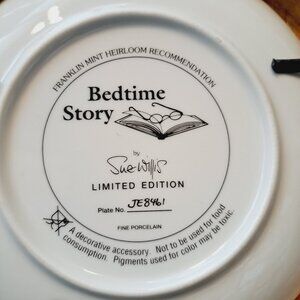 FRANKLIN MINT HEIRLOOM RECOMMENDATION
Bedtime
Story
by
Sue Willis
LIMITED EDITION
Plate No. JE8461
FINE PORCELAIN
A decorative accessory. Not to be used for food
consumption. Pigments used for color may be toxic.